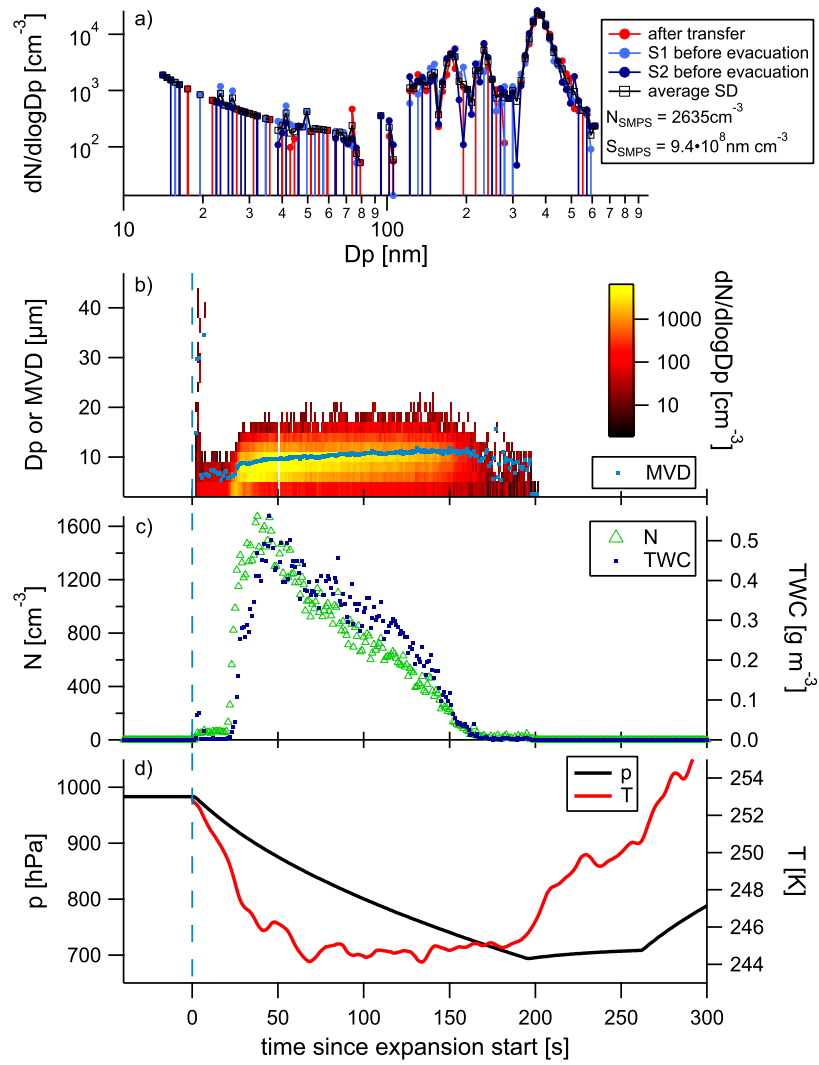 a)
dN/dlogDp [cm-3]
10^4
10^3
10^2
after transfer
S1 before evacuation
S2 before evacuation
average SD
N_SMPS = 2635cm^-3
S_SMPS = 9.4•10^8nm cm^-3
10 2 3 4 5 6 7 8 9 100 2 3 4 5 6 7 8 9
Dp [nm]
b)
Dp or MVD [µm]
40
30
20
10
1000
100
10
dN/dlogDp [cm-3]
MVD
c)
N [cm-3]
1600
1200
800
400
0
N
TWC
0.5
0.4
0.3
0.2
0.1
0.0
TWC [g m-3]
d)
p [hPa]
1000
900
800
700
p
T
254
252
250
248
246
244
T [K]
0 50 100 150 200 250 300
time since expansion start [s]